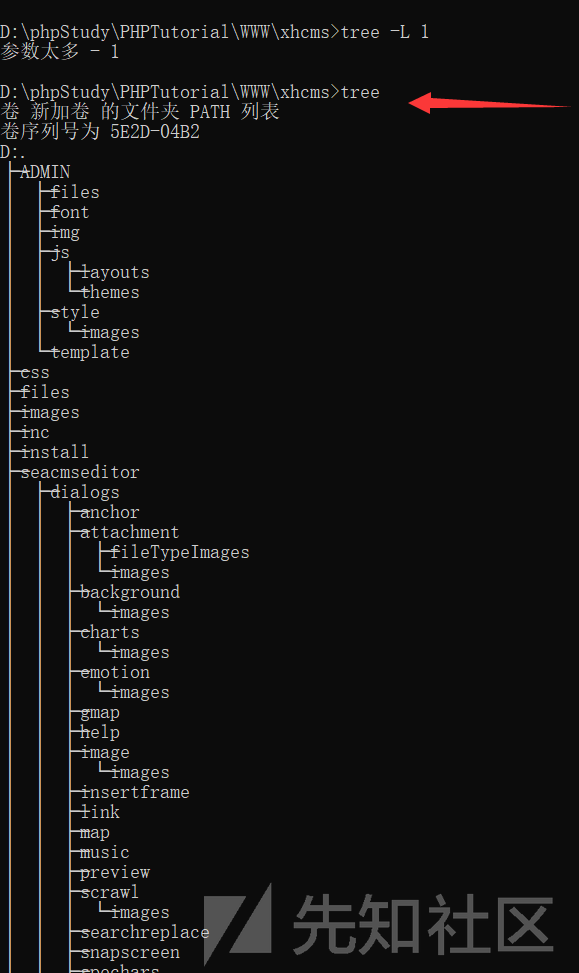 D:\phpStudy\PHPTutorial\WWW\xhcms>tree -L 1
参数太多 - 1
D:\phpStudy\PHPTutorial\WWW\xhcms>tree
卷 新加卷 的文件夹 PATH 列表
卷序列号为 5E2D-04B2
D:.
├─ADMIN
│  ├─files
│  ├─font
│  ├─img
│  ├─js
│  │  ├─layouts
│  │  └─themes
│  ├─style
│  │  └─images
│  └─template
├─css
├─files
├─images
├─inc
├─install
├─seacmseditor
│  ├─dialogs
│  │  ├─anchor
│  │  ├─attachment
│  │  │  ├─fileTypeImages
│  │  │  └─images
│  │  ├─background
│  │  │  └─images
│  │  ├─charts
│  │  │  └─images
│  │  ├─emotion
│  │  │  └─images
│  │  ├─gmap
│  │  ├─help
│  │  ├─image
│  │  │  └─images
│  │  ├─insertframe
│  │  ├─link
│  │  ├─map
│  │  ├─music
│  │  ├─preview
│  │  ├─scrawl
│  │  │  └─images
│  │  ├─searchreplace
│  │  ├─snapscreen
│  │  ├─spechars
先知社区